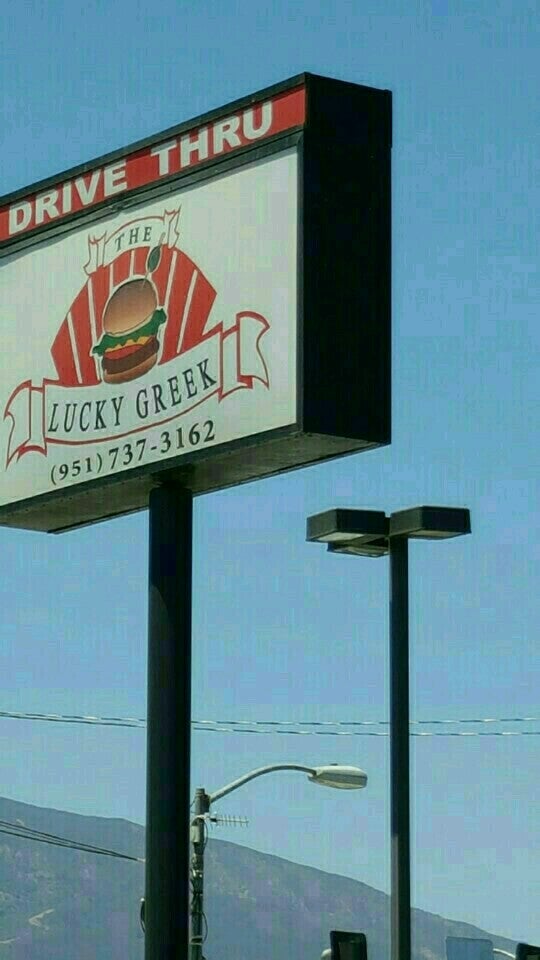 DRIVE THRU
THE
LUCKY GREEK
(951) 737-3162